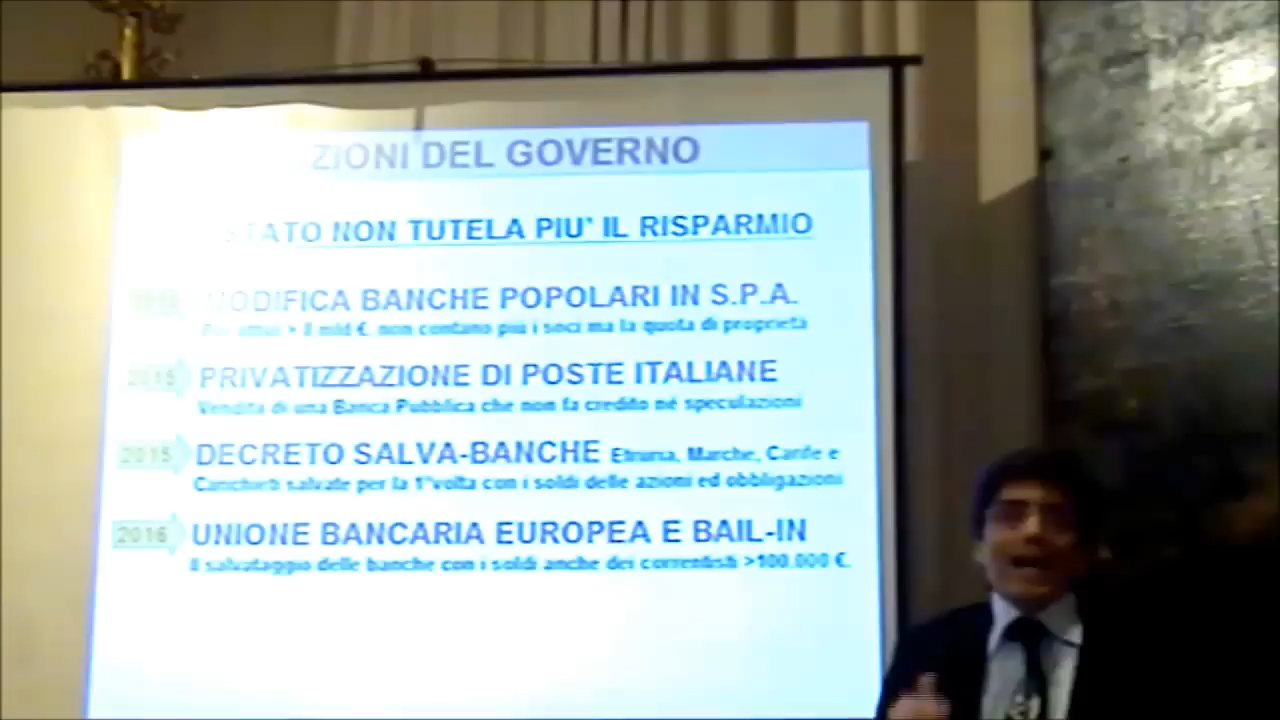 ZIONI DEL GOVERNO
STATO NON TUTELA PIU' IL RISPARMIO
MODIFICA BANCHE POPOLARI IN S.P.A.
> 8 mld €, non contano più i soci ma la quota di proprietà
2015 PRIVATIZZAZIONE DI POSTE ITALIANE
Vendita di una Banca Pubblica che non fa credito né speculazioni
2015 DECRETO SALVA-BANCHE Etruria, Marche, Carife e
Carichieti salvate per la 1°volta con i soldi delle azioni ed obbligazioni
2016 UNIONE BANCARIA EUROPEA E BAIL-IN
Il salvataggio delle banche con i soldi anche dei correntisti >100.000 €.